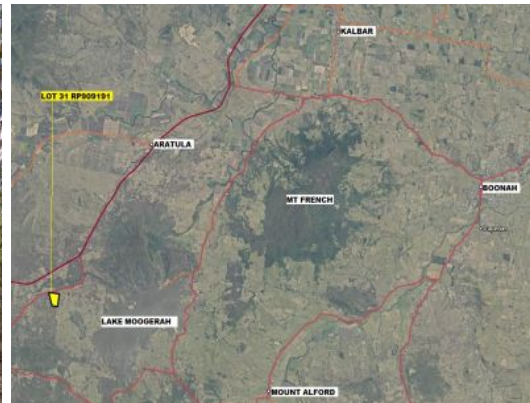 KALBAR
LOT 31 RP909191
ARATULA
BOONAH
MT FRENCH
LAKE MOOGERAH
MOUNT ALFORD